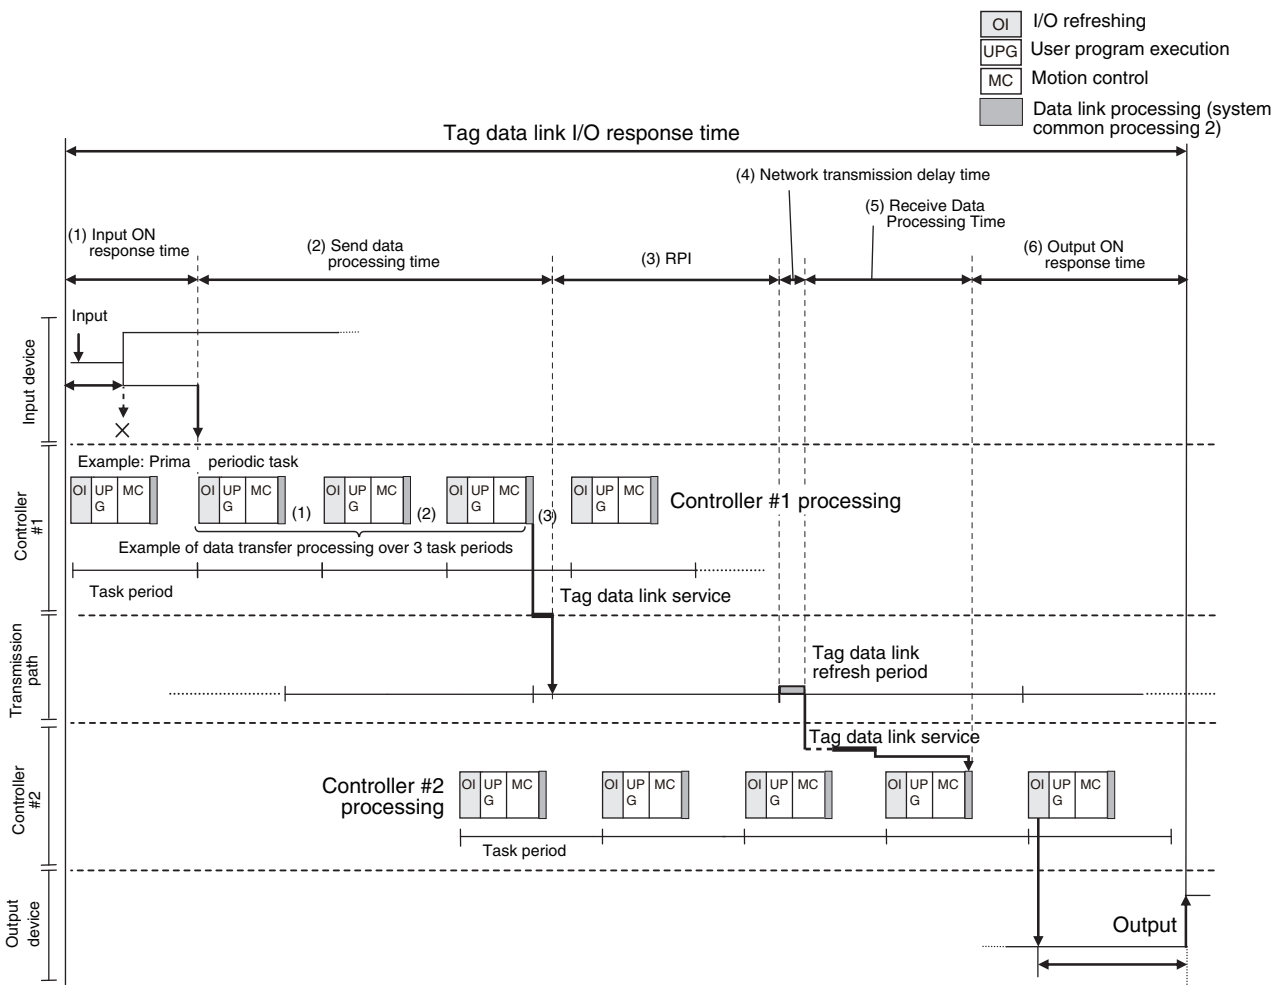 OI I/O refreshing
UPG User program execution
MC Motion control
Data link processing (system
common processing 2)
Tag data link I/O response time
(4) Network transmission delay time
(5) Receive Data
Processing Time
(1) Input ON
response time
(2) Send data
processing time
(3) RPI
(6) Output ON
response time
Input device
Input
Controller
#1
Example: Prima periodic task
OI UP
G MC
OI UP
G MC
(1)
OI UP
G MC
(2)
OI UP
G MC
(3)
OI UP
G MC
Controller #1 processing
Example of data transfer processing over 3 task periods
Task period
Tag data link service
Transmission
path
Tag data link
refresh period
Tag data link service
Controller
#2
Controller #2
processing
OI UP
G MC
OI UP
G MC
OI UP
G MC
OI UP
G MC
OI UP
G MC
Task period
Output
device
Output